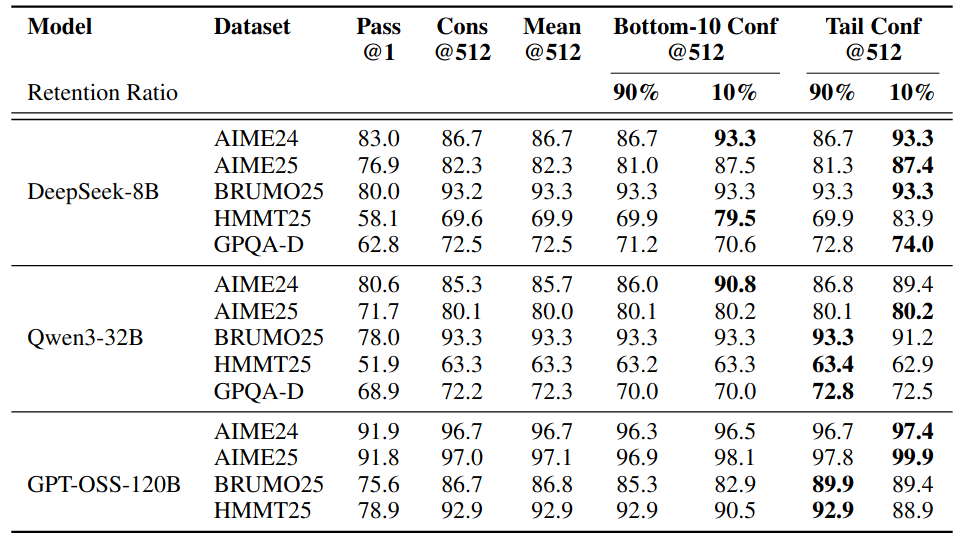 Model Dataset Pass Cons Mean Bottom-10 Conf Tail Conf
@1 @512 @512 @512 @512
Retention Ratio 90% 10% 90% 10%
AIME24 83.0 86.7 86.7 86.7 93.3 86.7 93.3
AIME25 76.9 82.3 82.3 81.0 87.5 81.3 87.4
DeepSeek-8B BRUMO25 80.0 93.2 93.3 93.3 93.3 93.3 93.3
HMMT25 58.1 69.6 69.9 69.9 79.5 69.9 83.9
GPQA-D 62.8 72.5 72.5 71.2 70.6 72.8 74.0
AIME24 80.6 85.3 85.7 86.0 90.8 86.8 89.4
AIME25 71.7 80.1 80.0 80.1 80.2 80.1 80.2
Qwen3-32B BRUMO25 78.0 93.3 93.3 93.3 93.3 93.3 91.2
HMMT25 51.9 63.3 63.3 63.2 63.3 63.4 62.9
GPQA-D 68.9 72.2 72.3 70.0 70.0 72.8 72.5
AIME24 91.9 96.7 96.7 96.3 96.5 96.7 97.4
AIME25 91.8 97.0 97.1 96.9 98.1 97.8 99.9
GPT-OSS-120B BRUMO25 75.6 86.7 86.8 85.3 82.9 89.9 89.4
HMMT25 78.9 92.9 92.9 92.9 90.5 92.9 88.9